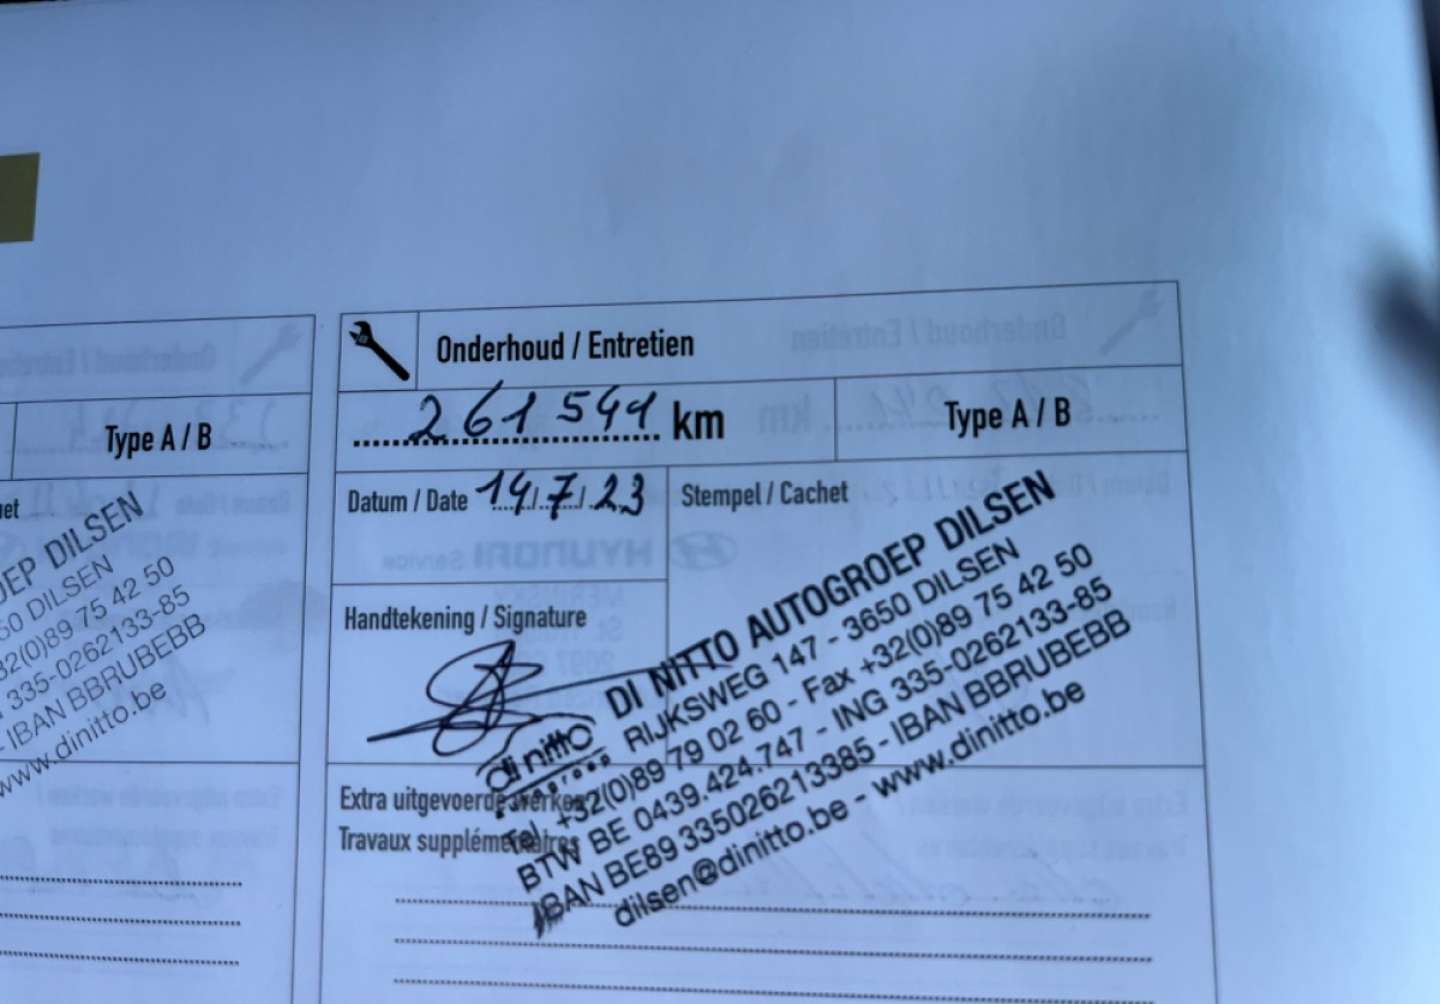 Onderhoud / Entretien
261541 km
Type A / B
Datum / Date 14/7/23
Stempel / Cachet
Handtekening / Signature
di nitto
DI NITTO AUTOGROEP DILSEN
RIJKSWEG 147 - 3650 DILSEN
Tel. +32(0)89 79 02 60 - Fax +32(0)89 75 42 50
BTW BE 0439.424.747 - ING 335-0262133-85
IBAN BE89 335026213385 - IBAN BBRUBEBB
dilsen@dinitto.be - www.dinitto.be
Extra uitgevoerde werken
Travaux supplémentaires
Type A / B
DILSEN
50 DILSEN
32(0)89 75 42 50
335-0262133-85
- IBAN BBRUBEBB
www.dinitto.be